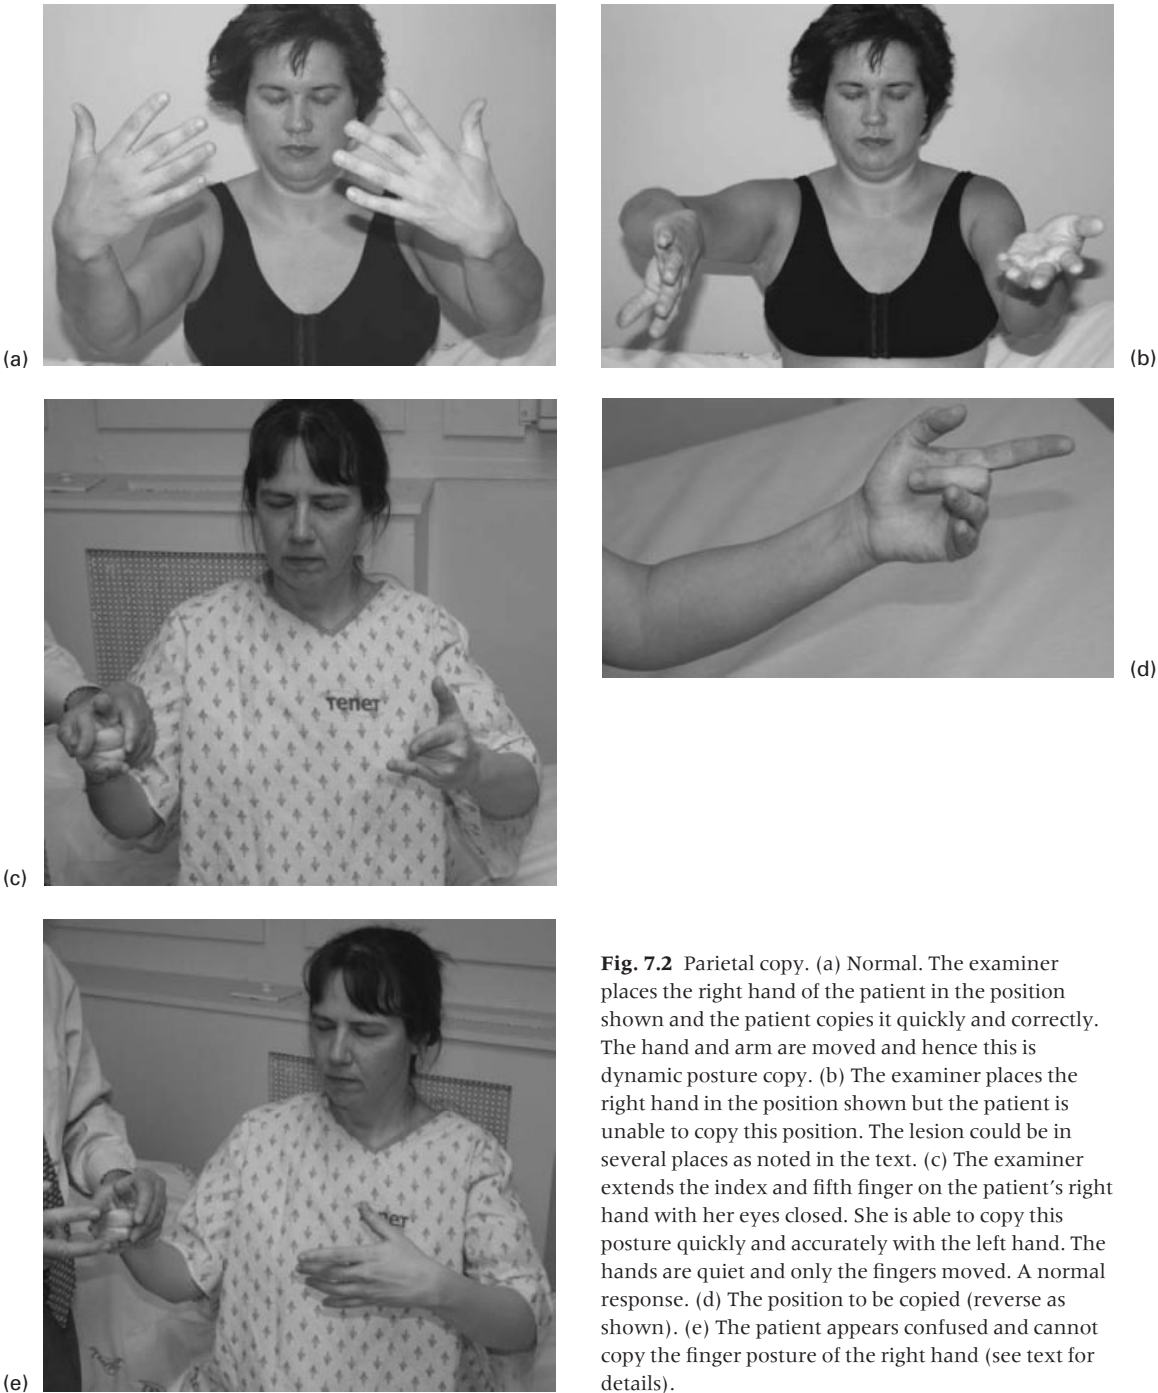 (a)
(b)
(c)
TENET
(d)
NET
(e)
Fig. 7.2 Parietal copy. (a) Normal. The examiner
places the right hand of the patient in the position
shown and the patient copies it quickly and correctly.
The hand and arm are moved and hence this is
dynamic posture copy. (b) The examiner places the
right hand in the position shown but the patient is
unable to copy this position. The lesion could be in
several places as noted in the text. (c) The examiner
extends the index and fifth finger on the patient’s right
hand with her eyes closed. She is able to copy this
posture quickly and accurately with the left hand. The
hands are quiet and only the fingers moved. A normal
response. (d) The position to be copied (reverse as
shown). (e) The patient appears confused and cannot
copy the finger posture of the right hand (see text for
details).